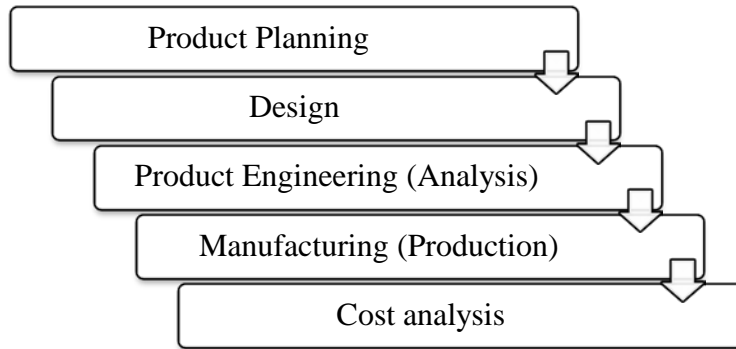 Product Planning
Design
Product Engineering (Analysis)
Manufacturing (Production)
Cost analysis